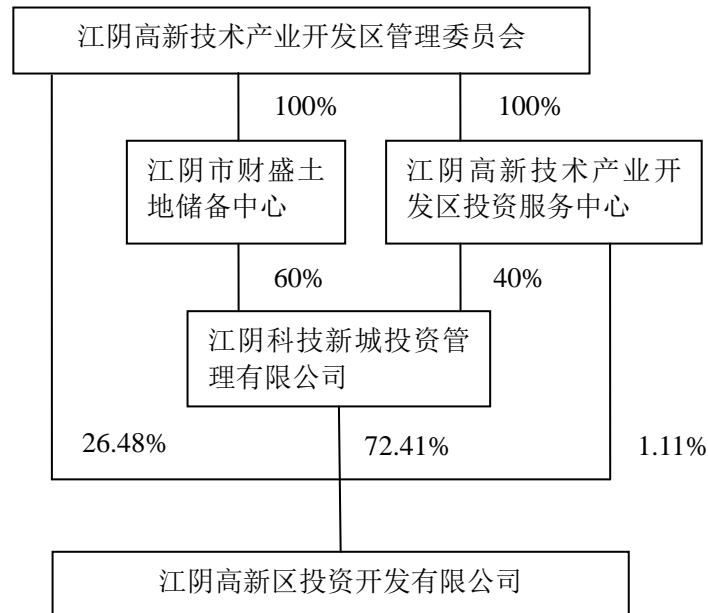 江阴高新技术产业开发区管理委员会
100%
100%
江阴市财盛土
地储备中心
江阴高新技术产业开
发区投资服务中心
60%
40%
江阴科技新城投资管
理有限公司
26.48%
72.41%
1.11%
江阴高新区投资开发有限公司